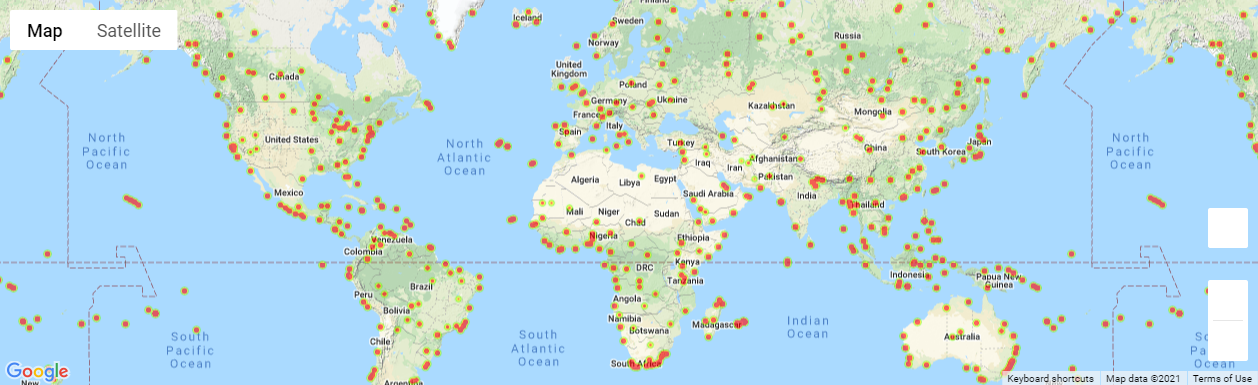 Map
Satellite
Iceland
Finland
Sweden
Norway
Russia
United
Kingdom
Canada
Poland
Germany
Ukraine
Kazakhstan
Mongolia
France
Italy
Spain
Turkey
North
Pacific
Ocean
United States
North
Atlantic
Ocean
China
South Korea
Japan
North
Pacific
Ocean
Iraq
Iran
Afghanistan
Pakistan
Algeria
Libya
Egypt
Saudi Arabia
India
Mexico
Mali
Niger
Chad
Sudan
Thailand
Nigeria
Ethiopia
Venezuela
Colombia
DRC
Kenya
Tanzania
Indonesia
Papua New
Guinea
Peru
Brazil
Bolivia
Angola
Namibia
Botswana
Madagascar
Indian
Ocean
Australia
South
Pacific
Ocean
South
Atlantic
Ocean
Chile
South Africa
Argentina
Google
Keyboard shortcuts
Map data ©2021
Terms of Use